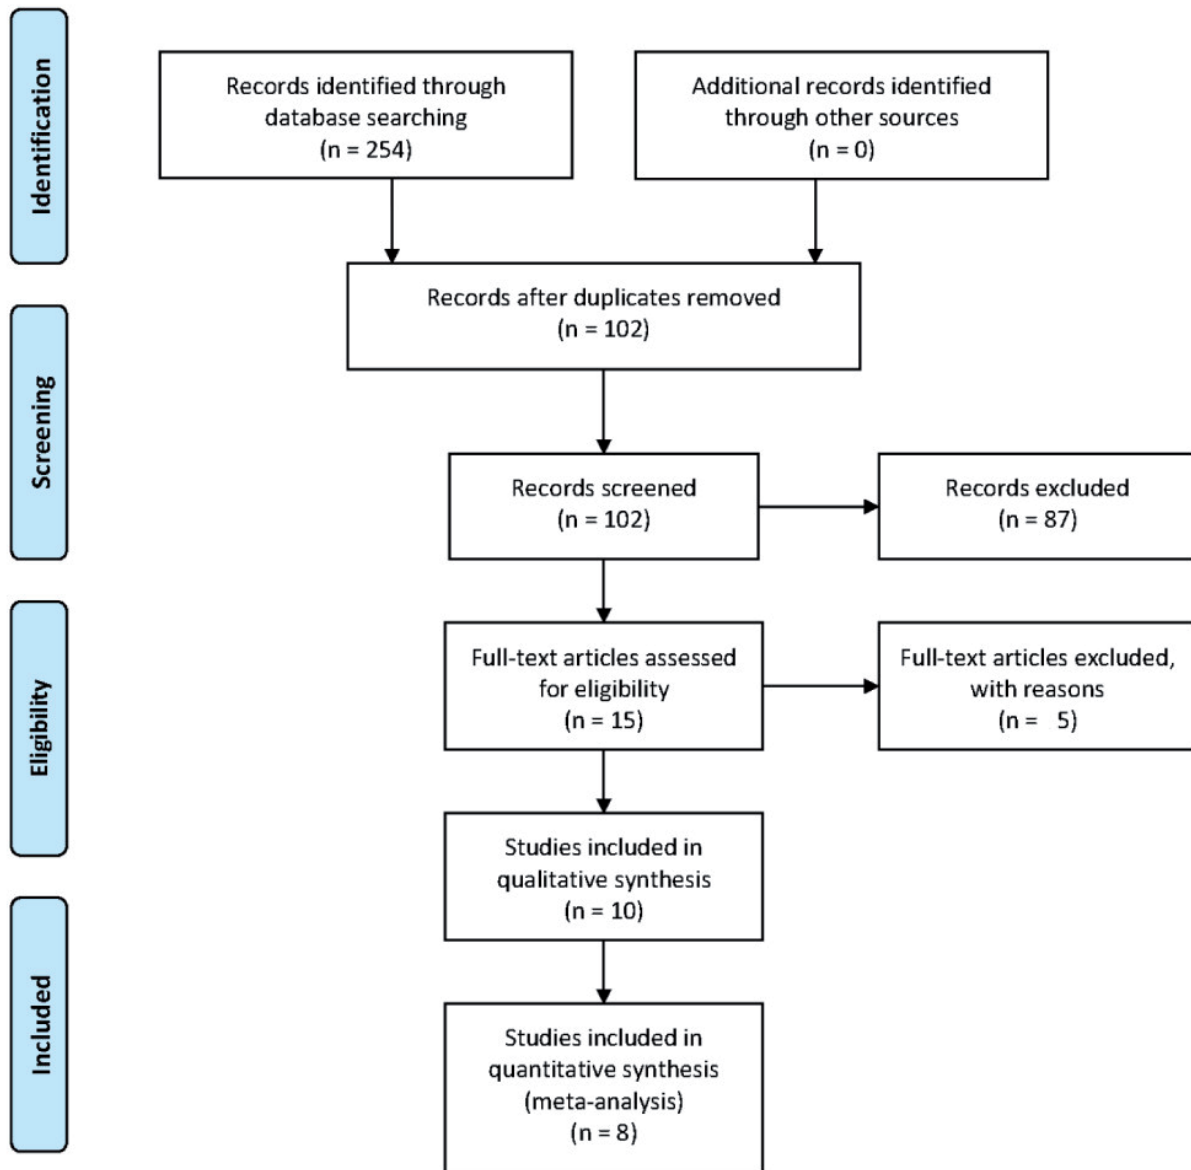 Identification
Records identified through
database searching
(n = 254)
Additional records identified
through other sources
(n = 0)
Records after duplicates removed
(n = 102)
Screening
Records screened
(n = 102)
Records excluded
(n = 87)
Eligibility
Full-text articles assessed
for eligibility
(n = 15)
Full-text articles excluded,
with reasons
(n =   5)
Studies included in
qualitative synthesis
(n = 10)
Included
Studies included in
quantitative synthesis
(meta-analysis)
(n = 8)